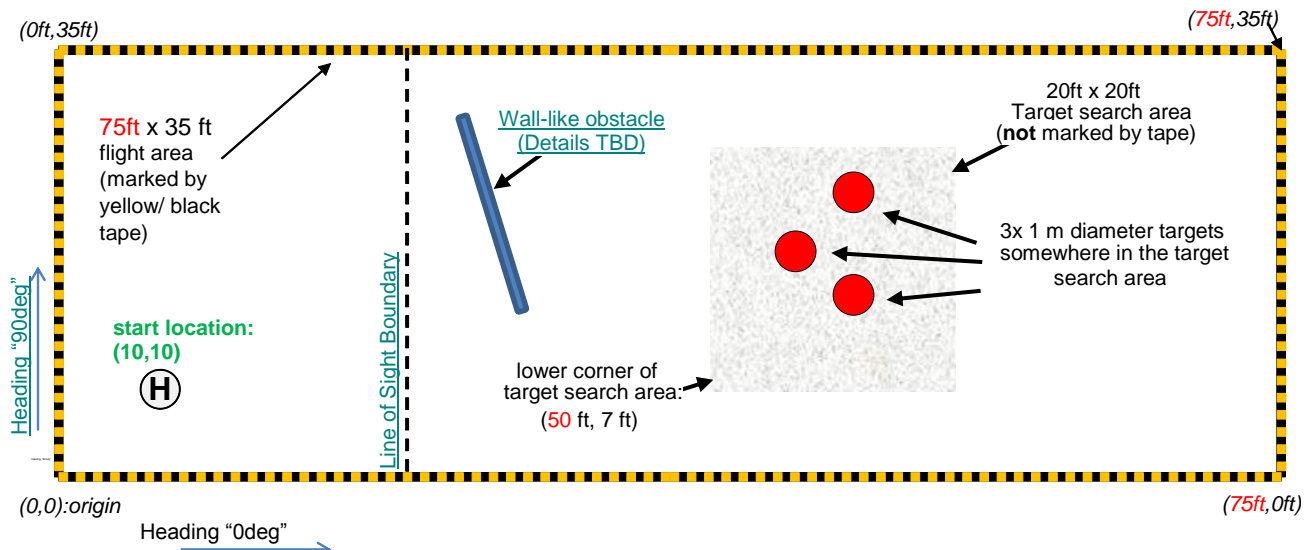 (0ft,35ft)
(75ft,35ft)
75ft x 35 ft
flight area
(marked by
yellow/ black
tape)
Wall-like obstacle
(Details TBD)
20ft x 20ft
Target search area
(not marked by tape)
3x 1 m diameter targets
somewhere in the target
search area
Line of Sight Boundary
Heading "90deg"
start location:
(10,10)
H
lower corner of
target search area:
(50 ft, 7 ft)
(0,0):origin
(75ft,0ft)
Heading “0deg”